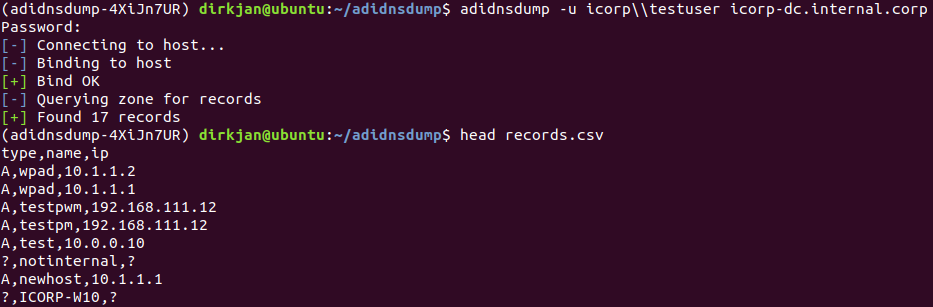 (adidnsdump-4XiJn7UR) dirkjan@ubuntu:~/adidnsdump$ adidnsdump -u icorp\\testuser icorp-dc.internal.corp
Password:
[-] Connecting to host...
[-] Binding to host
[+] Bind OK
[-] Querying zone for records
[+] Found 17 records
(adidnsdump-4XiJn7UR) dirkjan@ubuntu:~/adidnsdump$ head records.csv
type,name,ip
A,wpad,10.1.1.2
A,wpad,10.1.1.1
A,testpwm,192.168.111.12
A,testpm,192.168.111.12
A,test,10.0.0.10
?,notinternal,?
A,newhost,10.1.1.1
?,ICORP-W10,?